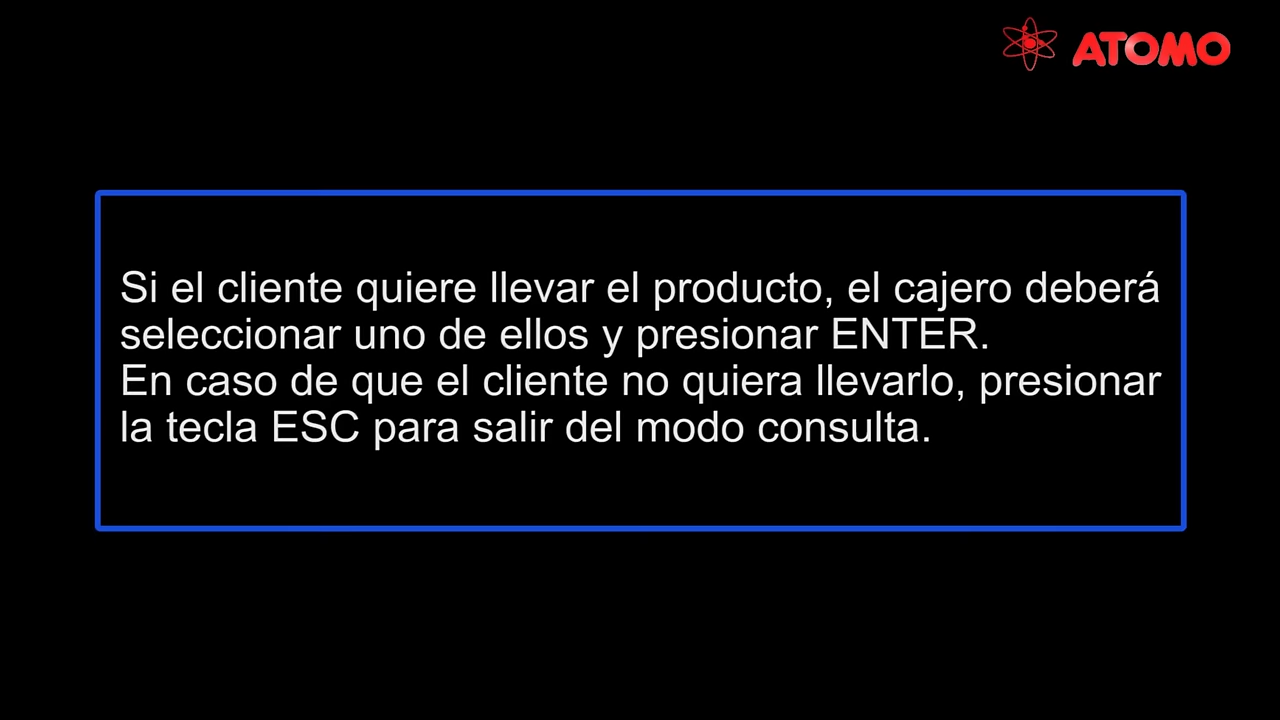 ATOMO
Si el cliente quiere llevar el producto, el cajero deberá
seleccionar uno de ellos y presionar ENTER.
En caso de que el cliente no quiera llevarlo, presionar
la tecla ESC para salir del modo consulta.